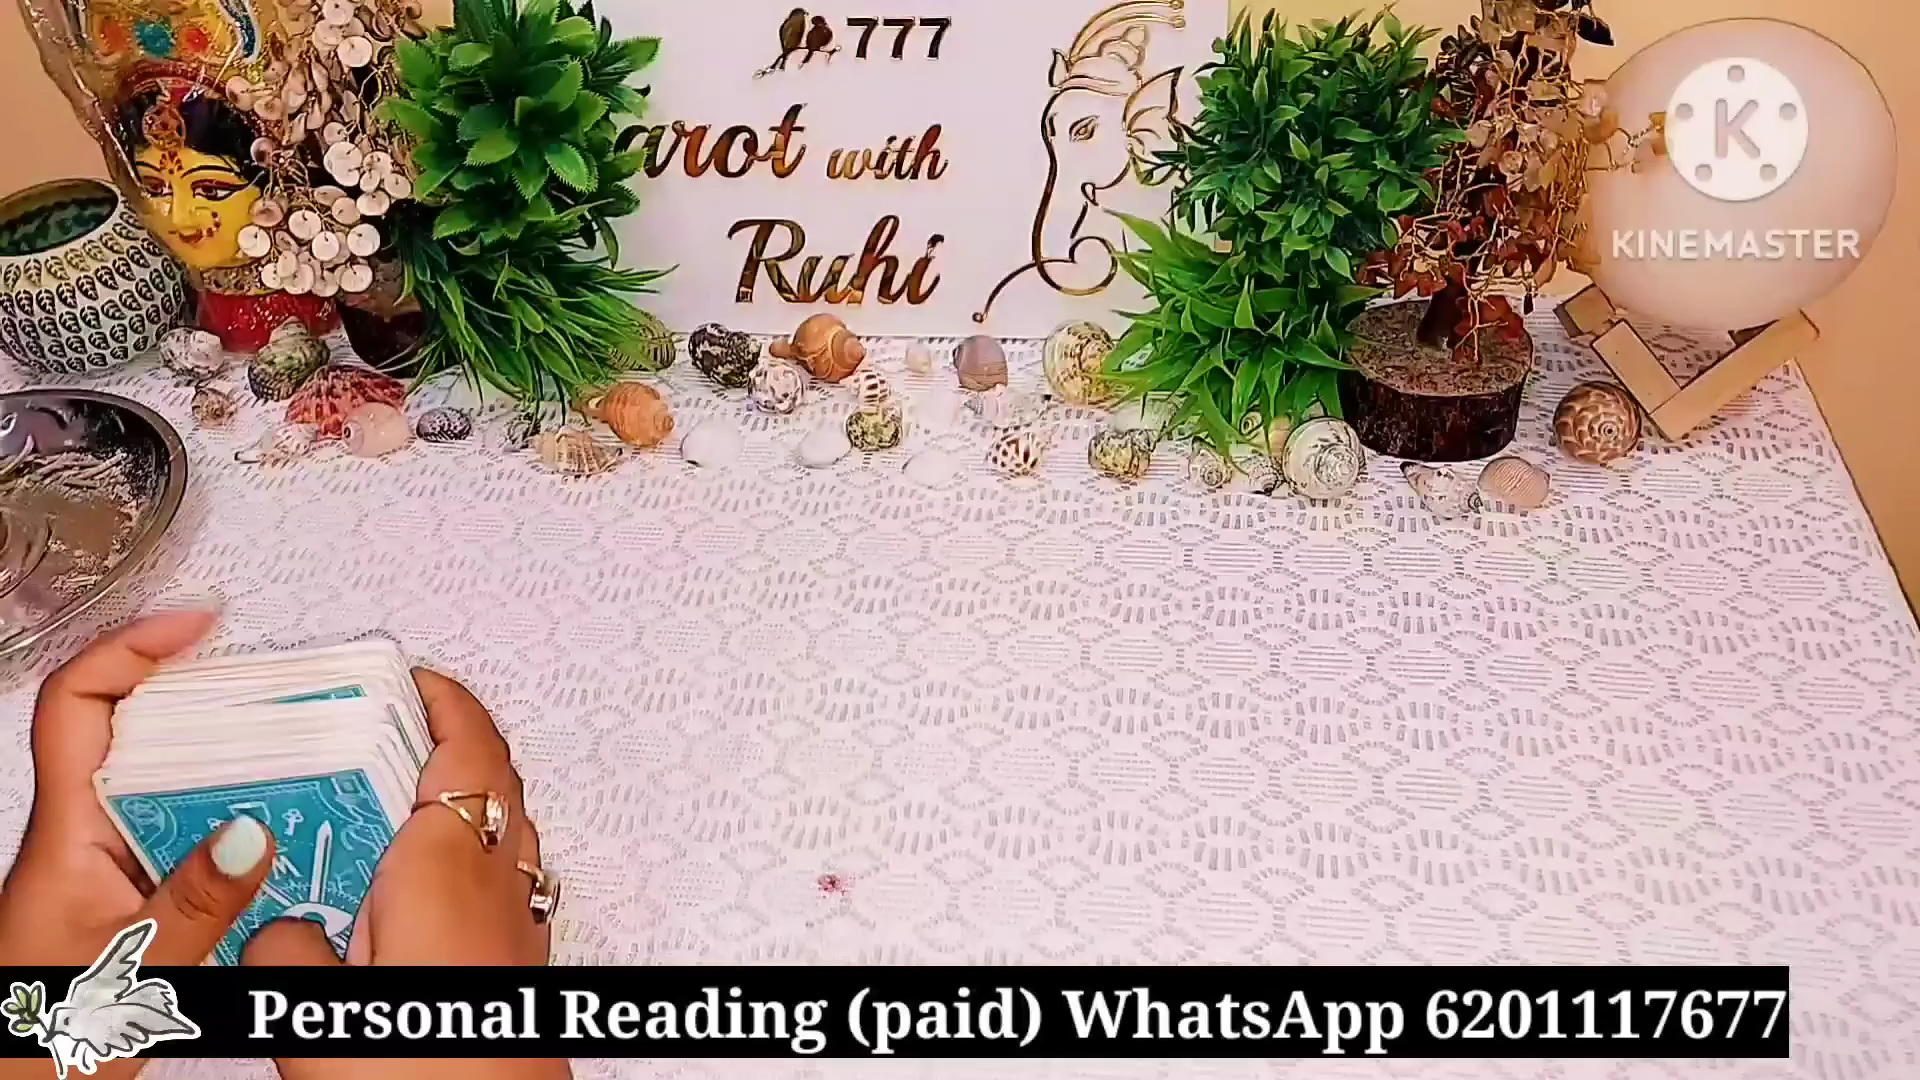 777
arot with
Ruhi
K
KINEMASTER
Personal Reading (paid) WhatsApp 6201117677